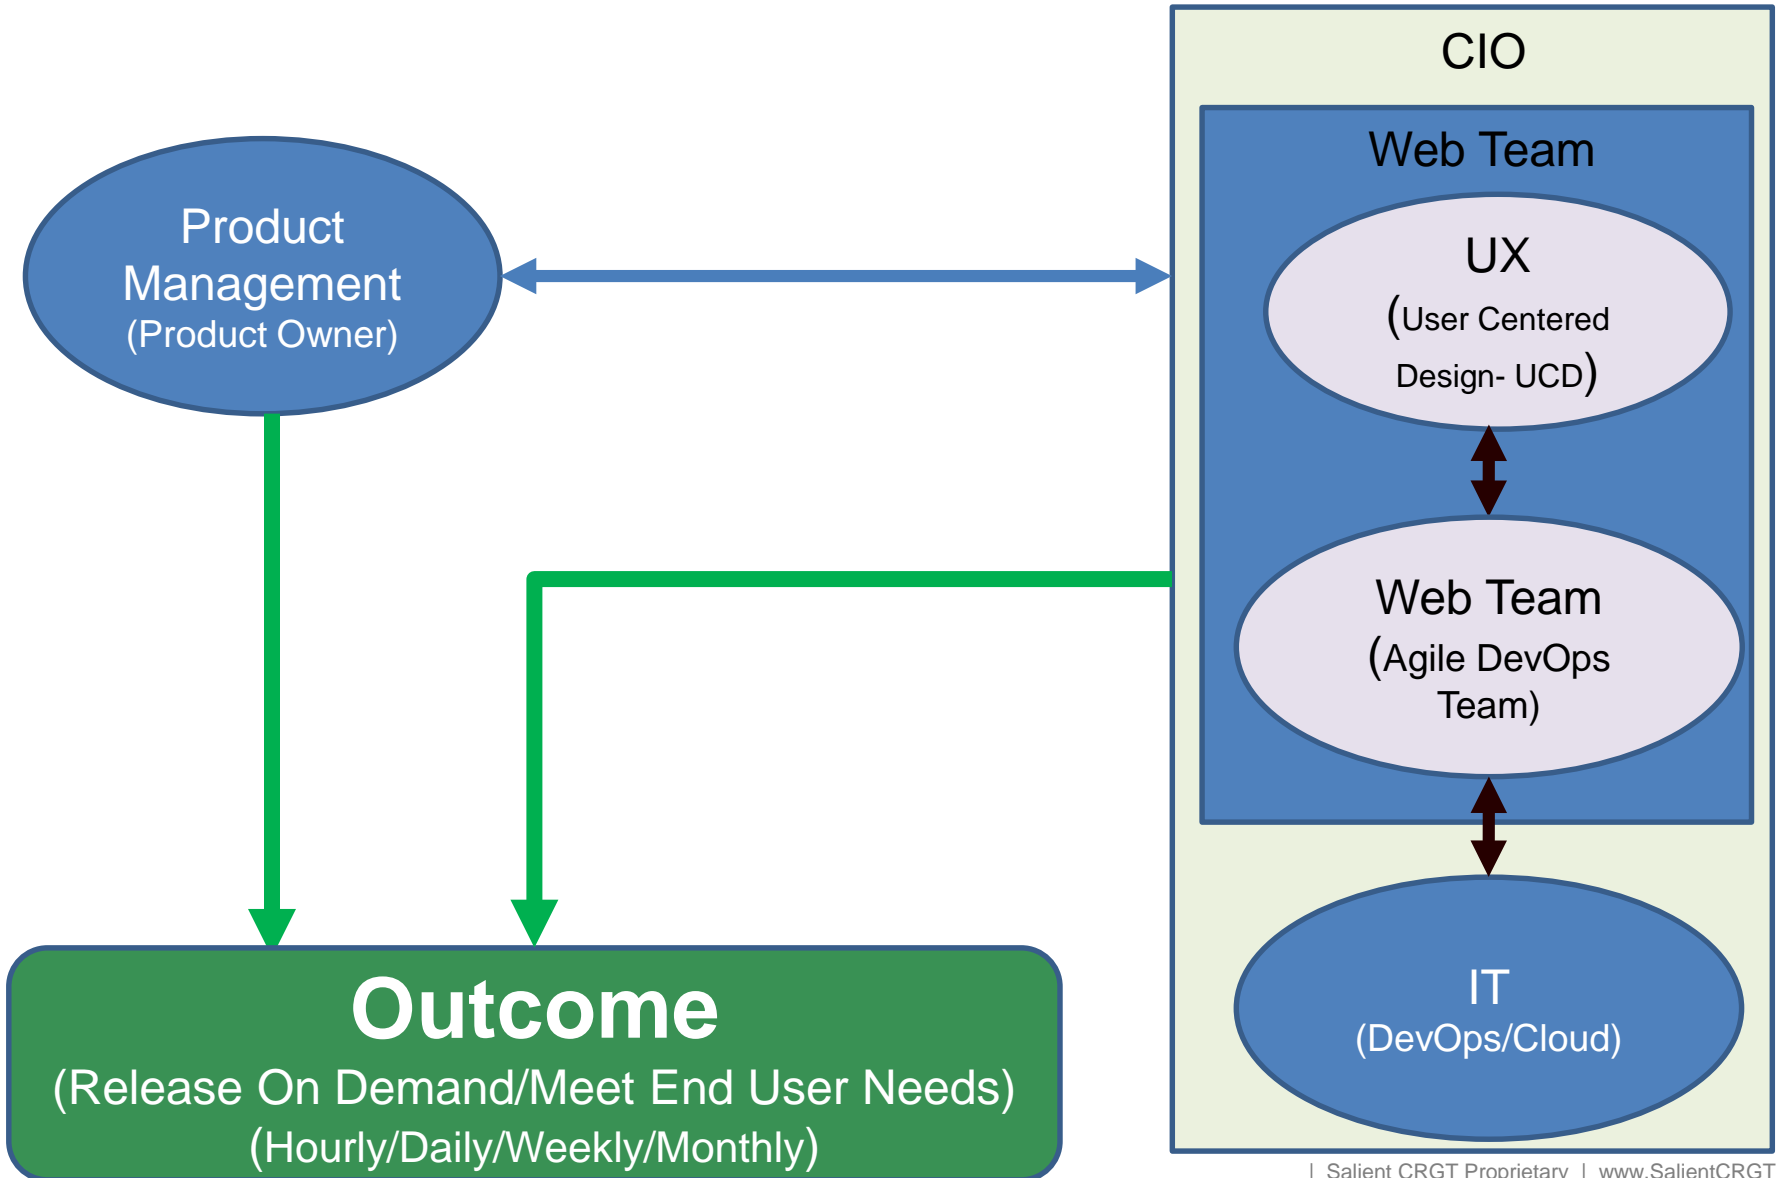 CIO
Web Team
Product
Management
(Product Owner)
UX
(User Centered
Design- UCD)
Web Team
(Agile DevOps
Team)
IT
(DevOps/Cloud)
Outcome
(Release On Demand/Meet End User Needs)
(Hourly/Daily/Weekly/Monthly)
| Salient CRGT Proprietary | www.SalientCRGT